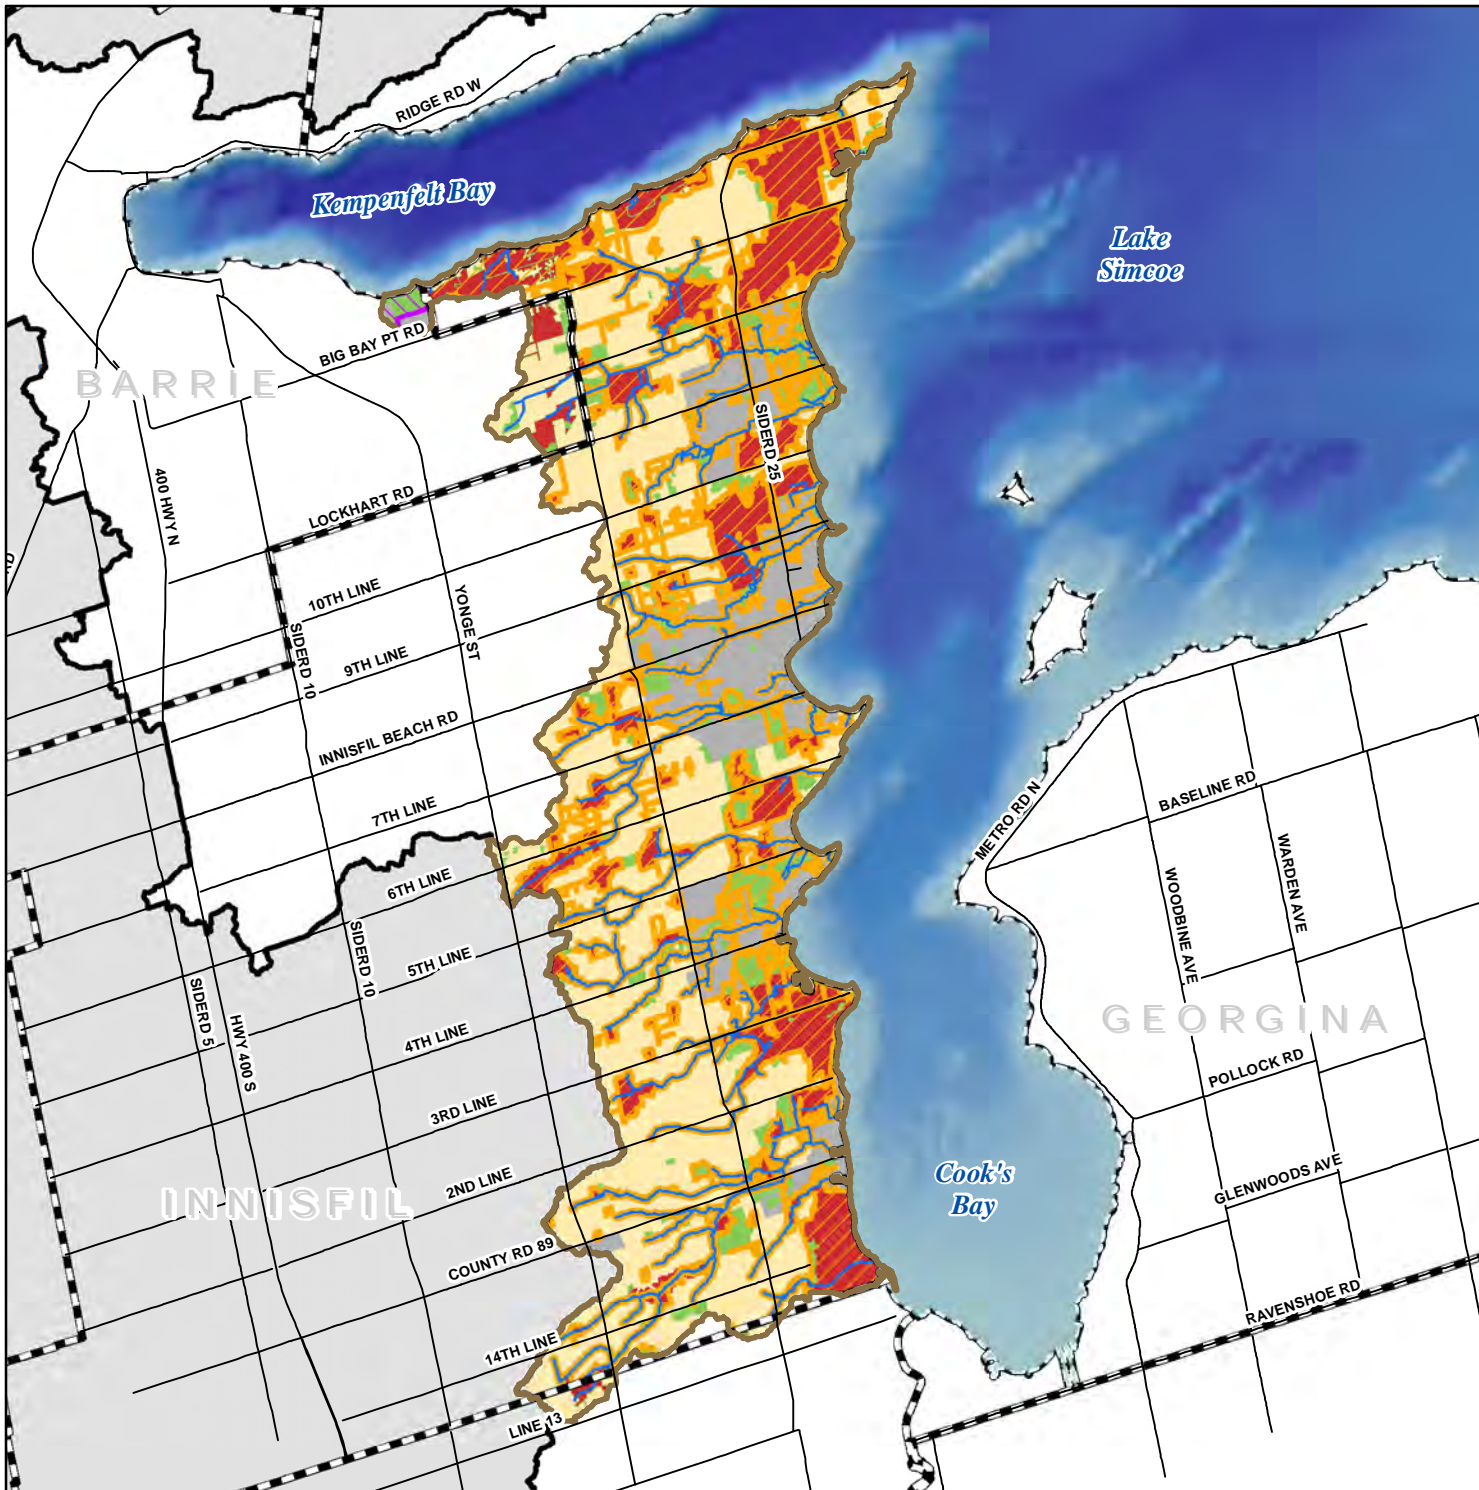 RIDGE RD W
Kempenfelt Bay
Lake
Simcoe
BIG BAY PT RD
BARRIE
SIDERD 25
400 HWY N
LOCKHART RD
10TH LINE
YONGE ST
SIDERD 10
9TH LINE
INNISFIL BEACH RD
7TH LINE
METRO RD N
BASELINE RD
WARDEN AVE
WOODBINE AVE
6TH LINE
SIDERD 10
5TH LINE
SIDERD 5
HWY 400 S
4TH LINE
GEORGINA
POLLOCK RD
3RD LINE
2ND LINE
INNISFIL
Cook's
Bay
GLENWOODS AVE
COUNTY RD 89
RAVENSHOE RD
14TH LINE
LINE 13